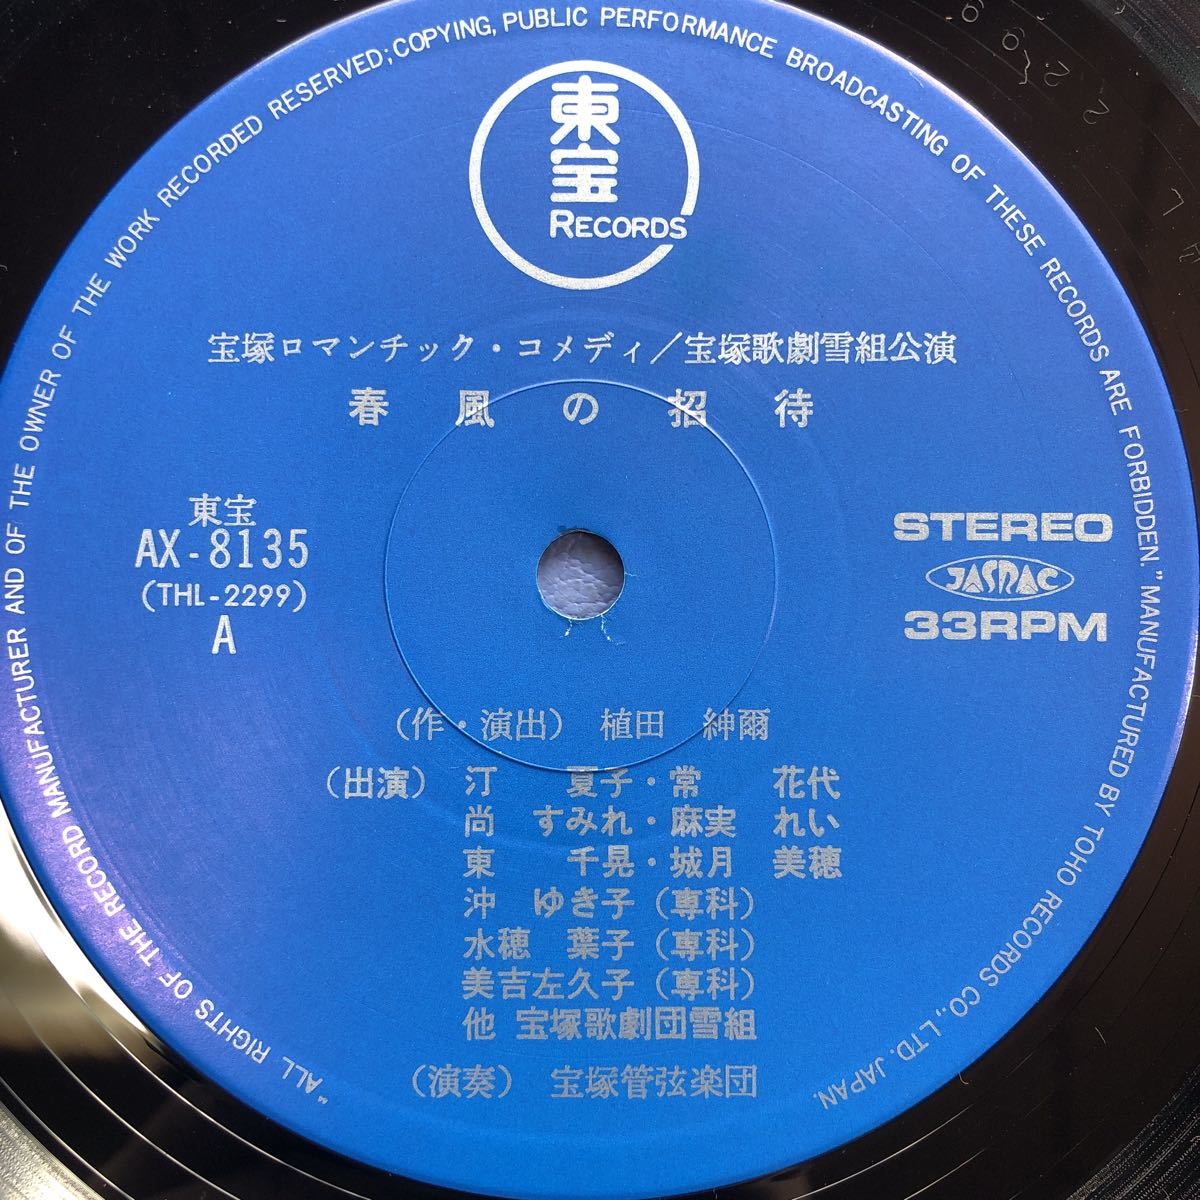 東宝
RECORDS
宝塚ロマンチック・コメディ/宝塚歌劇雪組公演
春風の招待
東宝
AX-8135
(THL-2299)
A
STEREO
JASRAC
33RPM
(作・演出) 植田 紳爾
(出演) 汀 夏子・常 花代
尚 すみれ・麻実 れい
東 千晃・城月 美穂
沖 ゆき子(専科)
水穂 葉子(専科)
美吉左久子(専科)
他 宝塚歌劇団雪組
(演奏) 宝塚管弦楽団
"ALL RIGHTS OF THE RECORD MANUFACTURER AND OF THE OWNER OF THE WORK RECORDED RESERVED; COPYING, PUBLIC PERFORMANCE BROADCASTING OF THESE RECORDS ARE FORBIDDEN." MANUFACTURED BY TOHO RECORDS CO., LTD. JAPAN.